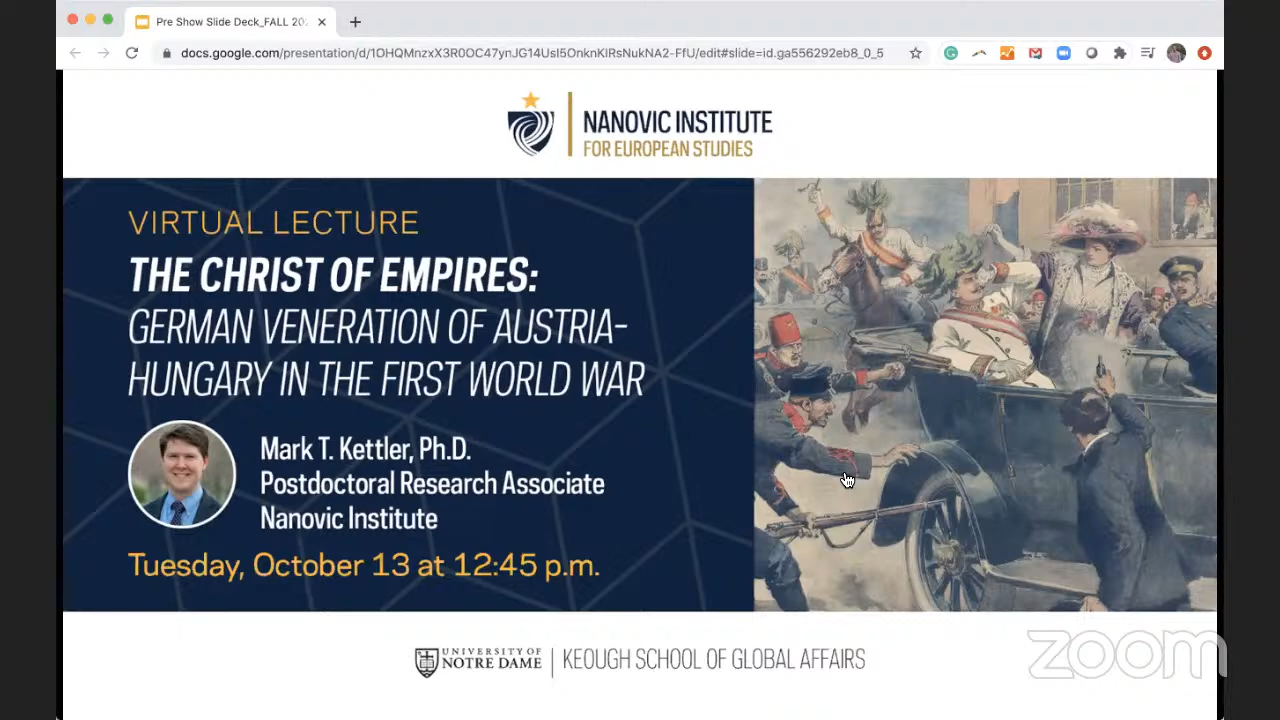 Pre Show Slide Deck_FALL 20
docs.google.com/presentation/d/1OHQMnzxX3R0OC47ynJG14UsI5OnknKIRsNukNA2-FfU/edit#slide=id.ga556292eb8_0_5
NANOVIC INSTITUTE
FOR EUROPEAN STUDIES
VIRTUAL LECTURE
THE CHRIST OF EMPIRES:
GERMAN VENERATION OF AUSTRIA-
HUNGARY IN THE FIRST WORLD WAR
Mark T. Kettler, Ph.D.
Postdoctoral Research Associate
Nanovic Institute
Tuesday, October 13 at 12:45 p.m.
UNIVERSITY OF
NOTRE DAME
KEOUGH SCHOOL OF GLOBAL AFFAIRS
zoom